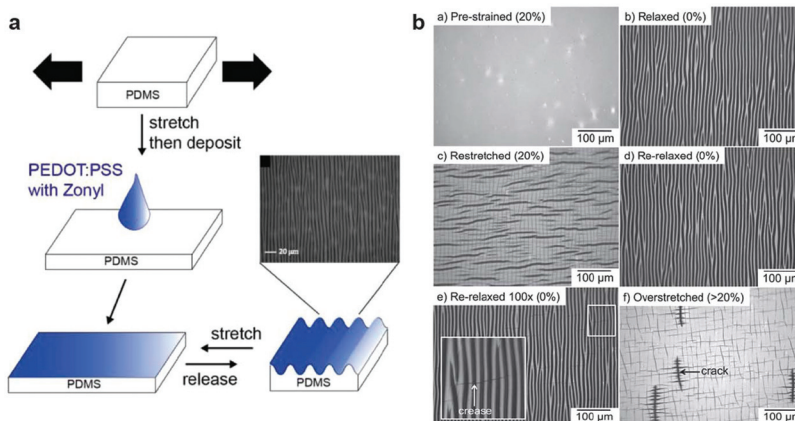 a
PDMS
stretch
then deposit
PEDOT:PSS
with Zonyl
PDMS
20 μm
stretch
release
PDMS
PDMS
b
a) Pre-strained (20%)
100 μm
b) Relaxed (0%)
100 μm
c) Restretched (20%)
100 μm
d) Re-relaxed (0%)
100 μm
e) Re-relaxed 100x (0%)
crease
100 μm
f) Overstretched (>20%)
crack
100 μm